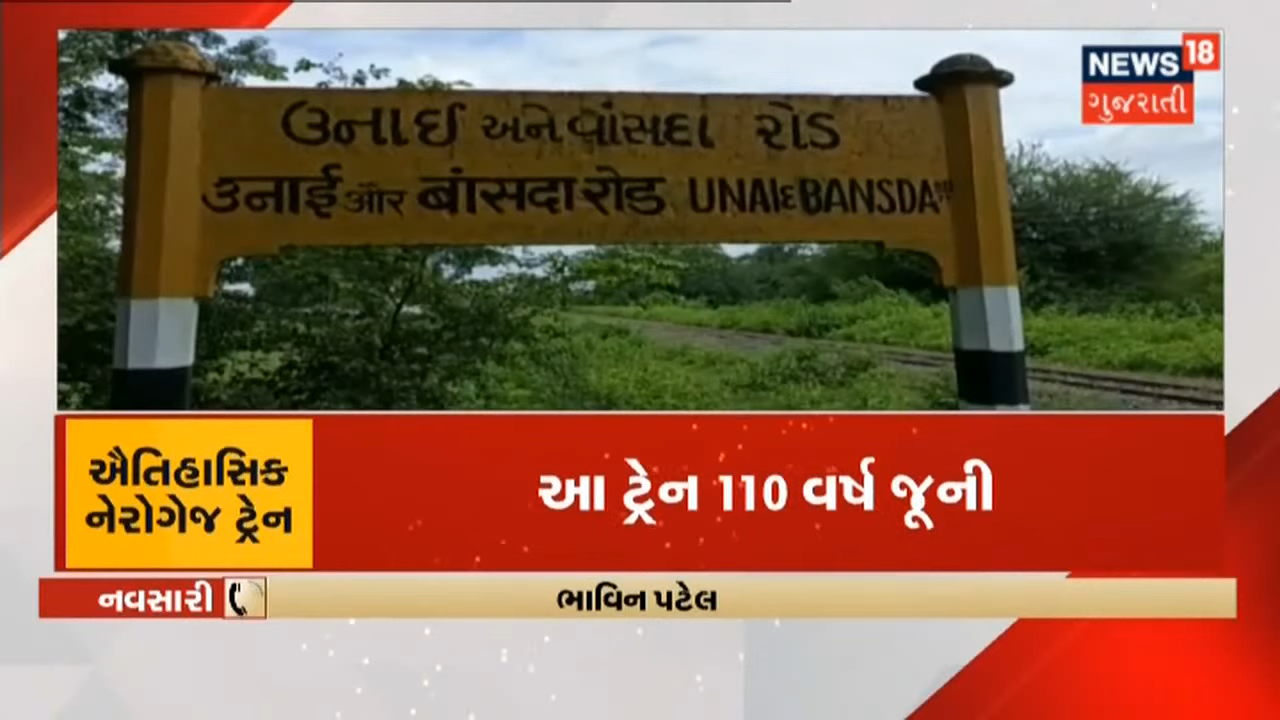 NEWS 18
ગુજરાતી
ઉનાઈ અને વાંસદા રોડ
उनाई और बांसदा रोड UNAI & BANSDA
ઐતિહાસિક
નેરોગેજ ટ્રેન
આ ટ્રેન 110 વર્ષ જૂની
નવસારી
ભાવિન પટેલ